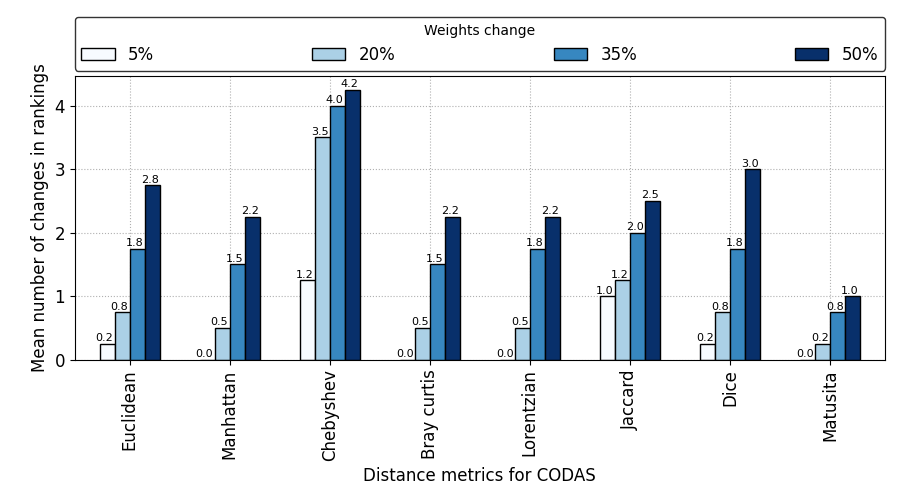 Weights change
5% 20% 35% 50%
Mean number of changes in rankings
4
3
2
1
0
0.2 0.8 1.8 2.8
0.0 0.5 1.5 2.2
1.2 3.5 4.0 4.2
0.0 0.5 1.5 2.2
0.0 0.5 1.8 2.2
1.0 1.2 2.0 2.5
0.2 0.8 1.8 3.0
0.0 0.2 0.8 1.0
Euclidean
Manhattan
Chebyshev
Bray curtis
Lorentzian
Jaccard
Dice
Matusita
Distance metrics for CODAS